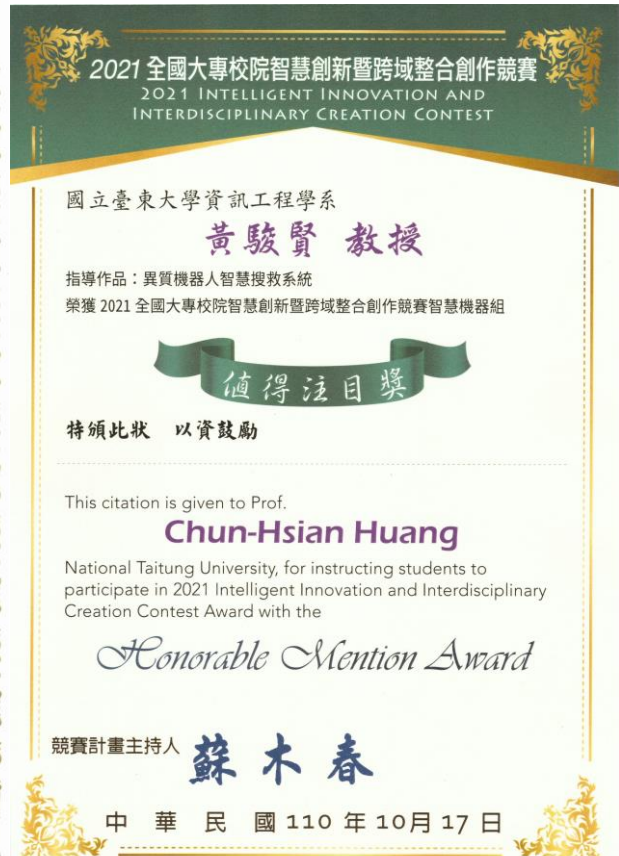 2021 全國大專校院智慧創新暨跨域整合創作競賽
2021 INTELLIGENT INNOVATION AND
INTERDISCIPLINARY CREATION CONTEST
國立臺東大學資訊工程學系
黃駿賢 教授
指導作品：異質機器人智慧搜救系統
榮獲 2021 全國大專校院智慧創新暨跨域整合創作競賽智慧機器組
值得注目獎
特頒此狀 以資鼓勵
This citation is given to Prof.
Chun-Hsian Huang
National Taitung University, for instructing students to
participate in 2021 Intelligent Innovation and Interdisciplinary
Creation Contest Award with the
Honorable Mention Award
競賽計畫主持人 蘇木春
中 華 民 國 110 年 10月 17 日